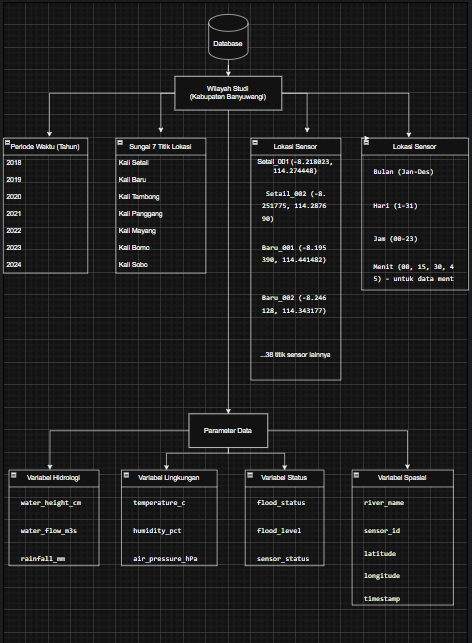 Database
Wilayah Studi
(Kabupaten Banyuwangi)
Periode Waktu (Tahun)
2018
2019
2020
2021
2022
2023
2024
Sungai 7 Titik Lokasi
Kali Setail
Kali Baru
Kali Tambong
Kali Panggang
Kali Mayang
Kali Bomo
Kali Sobo
Lokasi Sensor
Setail_001 (-8.218023,
114.274448)
Setail_002 (-8.
251775, 114.2876
90)
Baru_001 (-8.195
390, 114.441482)
Baru_002 (-8.246
128, 114.343177)
...38 titik sensor lainnya
Lokasi Sensor
Bulan (Jan-Des)
Hari (1-31)
Jam (00-23)
Menit (00, 15, 30, 4
5) - untuk data ment
Parameter Data
Variabel Hidrologi
water_height_cm
water_flow_m3s
rainfall_mm
Variabel Lingkungan
temperature_c
humidity_pct
air_pressure_hPa
Variabel Status
flood_status
flood_level
sensor_status
Variabel Spasial
river_name
sensor_id
latitude
longitude
timestamp